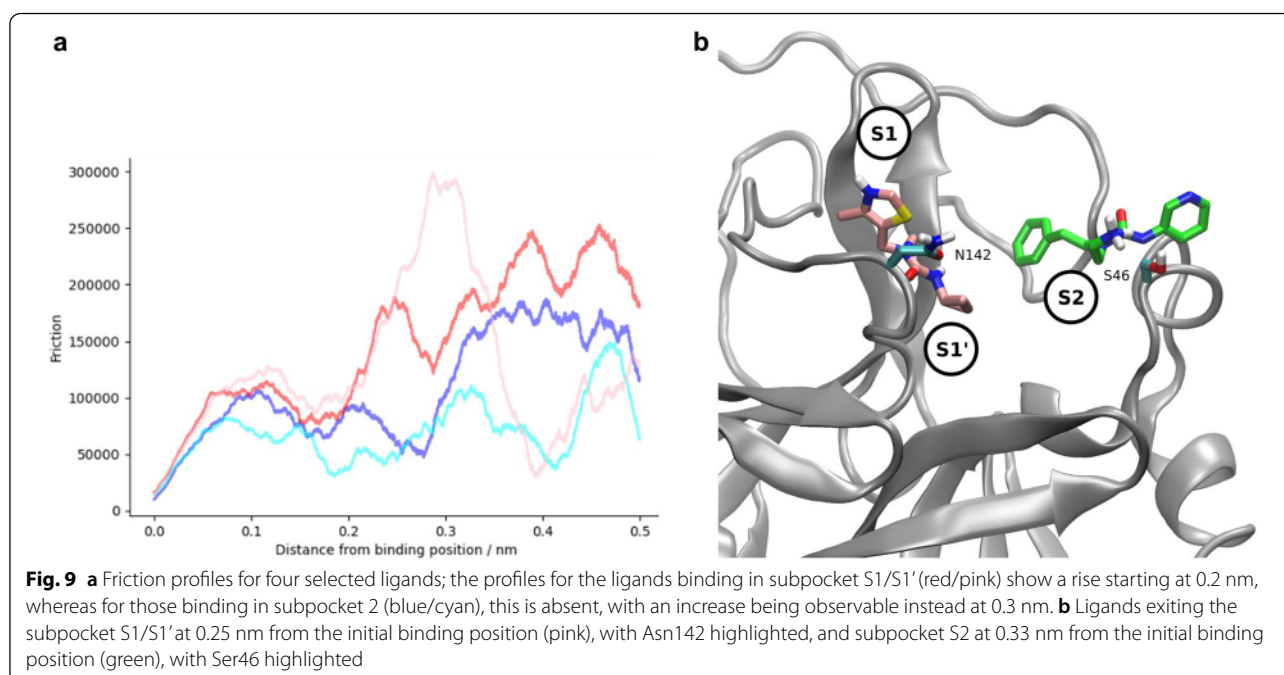 a
300000
250000
200000
150000
100000
50000
0
Friction
0.0 0.1 0.2 0.3 0.4 0.5
Distance from binding position / nm
b
S1
N142
S46
S2
S1'
Fig. 9 a Friction profiles for four selected ligands; the profiles for the ligands binding in subpocket S1/S1' (red/pink) show a rise starting at 0.2 nm,
whereas for those binding in subpocket 2 (blue/cyan), this is absent, with an increase being observable instead at 0.3 nm. b Ligands exiting the
subpocket S1/S1' at 0.25 nm from the initial binding position (pink), with Asn142 highlighted, and subpocket S2 at 0.33 nm from the initial binding
position (green), with Ser46 highlighted